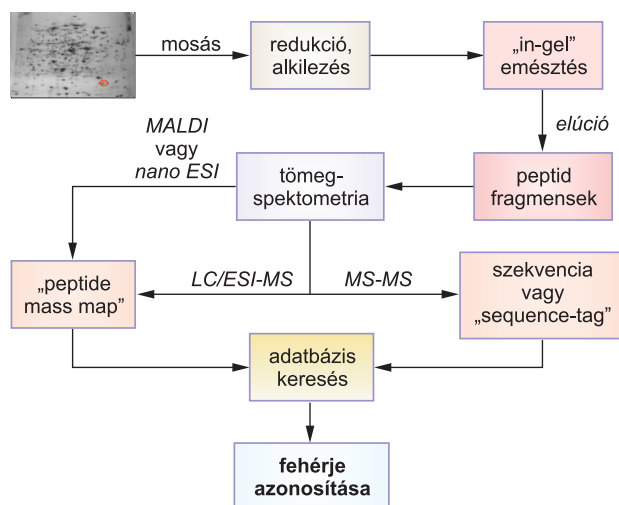 mosás
redukció,
alkilezés
„in-gel”
emésztés
elúció
MALDI
vagy
nano ESI
tömeg-
spektometria
peptid
fragmensek
„peptide
mass map”
LC/ESI-MS
MS-MS
szekvencia
vagy
„sequence-tag”
adatbázis
keresés
fehérje
azonosítása